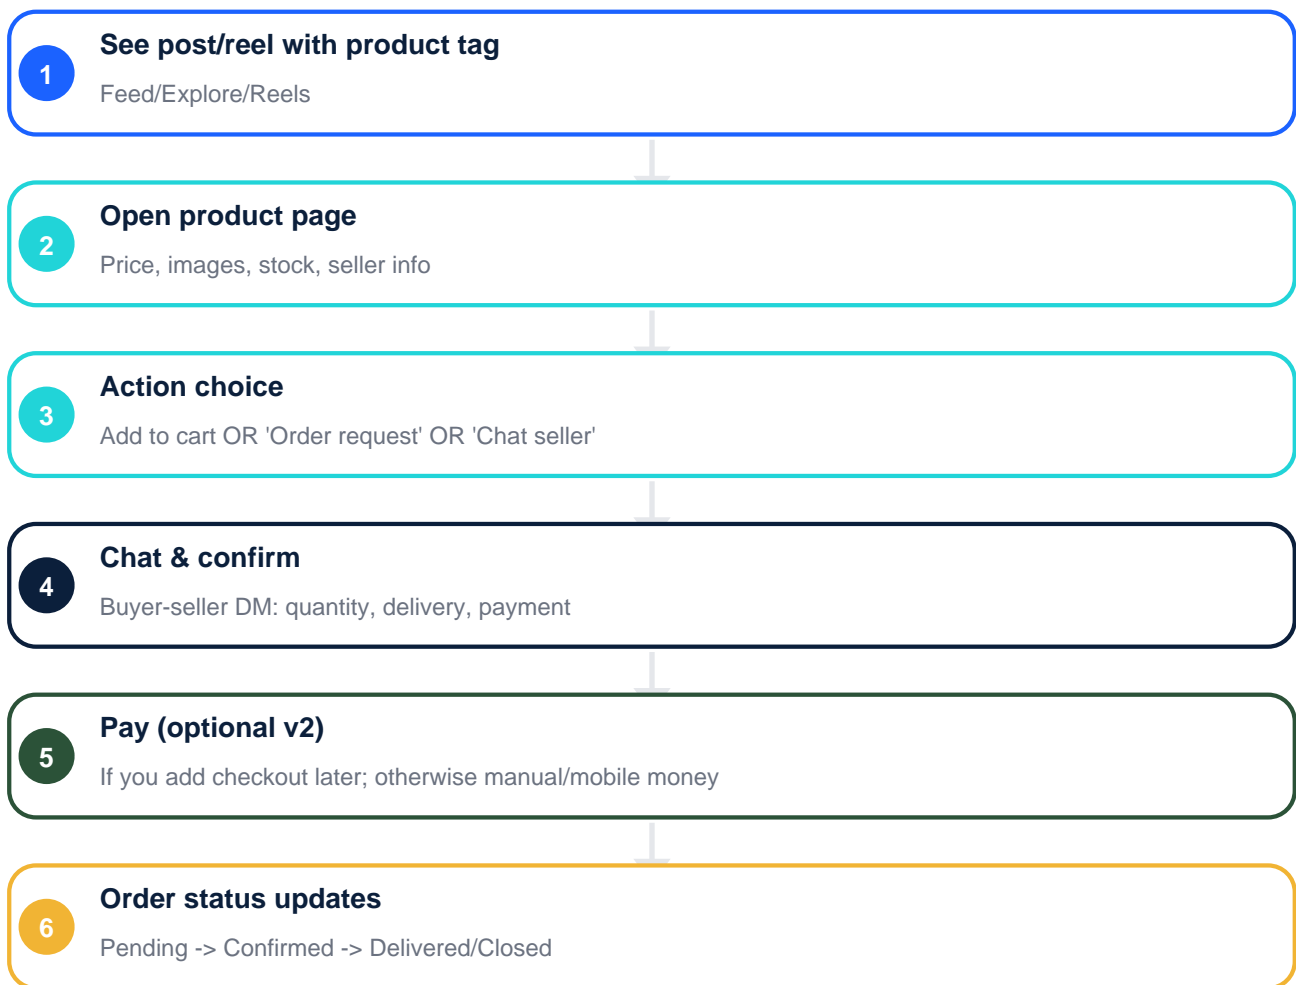 See post/reel with product tag
1
Feed/Explore/Reels
Open product page
2
Price, images, stock, seller info
Action choice
3
Add to cart OR 'Order request' OR 'Chat seller'
Chat & confirm
4
Buyer-seller DM: quantity, delivery, payment
Pay (optional v2)
5
If you add checkout later; otherwise manual/mobile money
Order status updates
6
Pending -> Confirmed -> Delivered/Closed